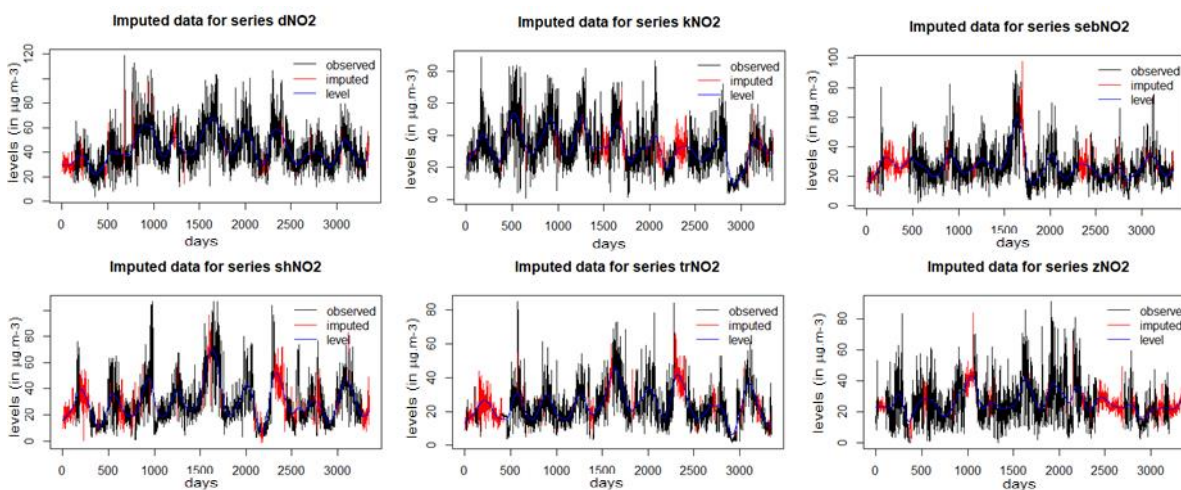 Imputed data for series dNO2
levels (in µg.m-3)
0 20 40 60 80 100 120
observed
imputed
level
0 500 1000 1500 2000 2500 3000
days
Imputed data for series kNO2
levels (in µg.m-3)
0 20 40 60 80
observed
imputed
level
0 500 1000 1500 2000 2500 3000
days
Imputed data for series sebNO2
levels (in µg.m-3)
0 20 40 60 80 100
observed
imputed
level
0 500 1000 1500 2000 2500 3000
days
Imputed data for series shNO2
levels (in µg.m-3)
0 20 40 60 80
observed
imputed
level
0 500 1000 1500 2000 2500 3000
days
Imputed data for series trNO2
levels (in µg.m-3)
0 20 40 60 80
observed
imputed
level
0 500 1000 1500 2000 2500 3000
days
Imputed data for series zNO2
levels (in µg.m-3)
0 20 40 60 80
observed
imputed
level
0 500 1000 1500 2000 2500 3000
days